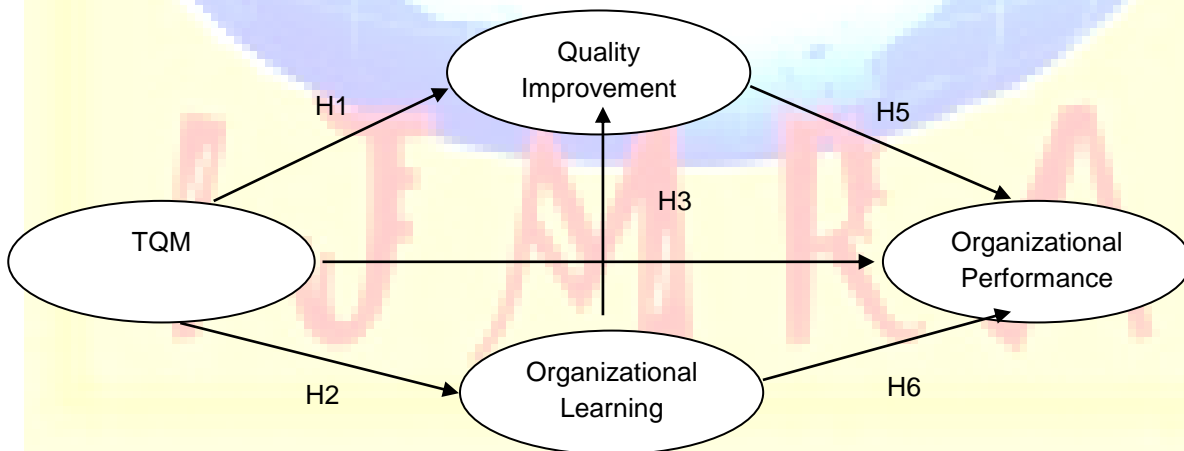 Quality
Improvement
H1
H5
H3
TQM
Organizational
Performance
Organizational
Learning
H2
H6
IJMRA